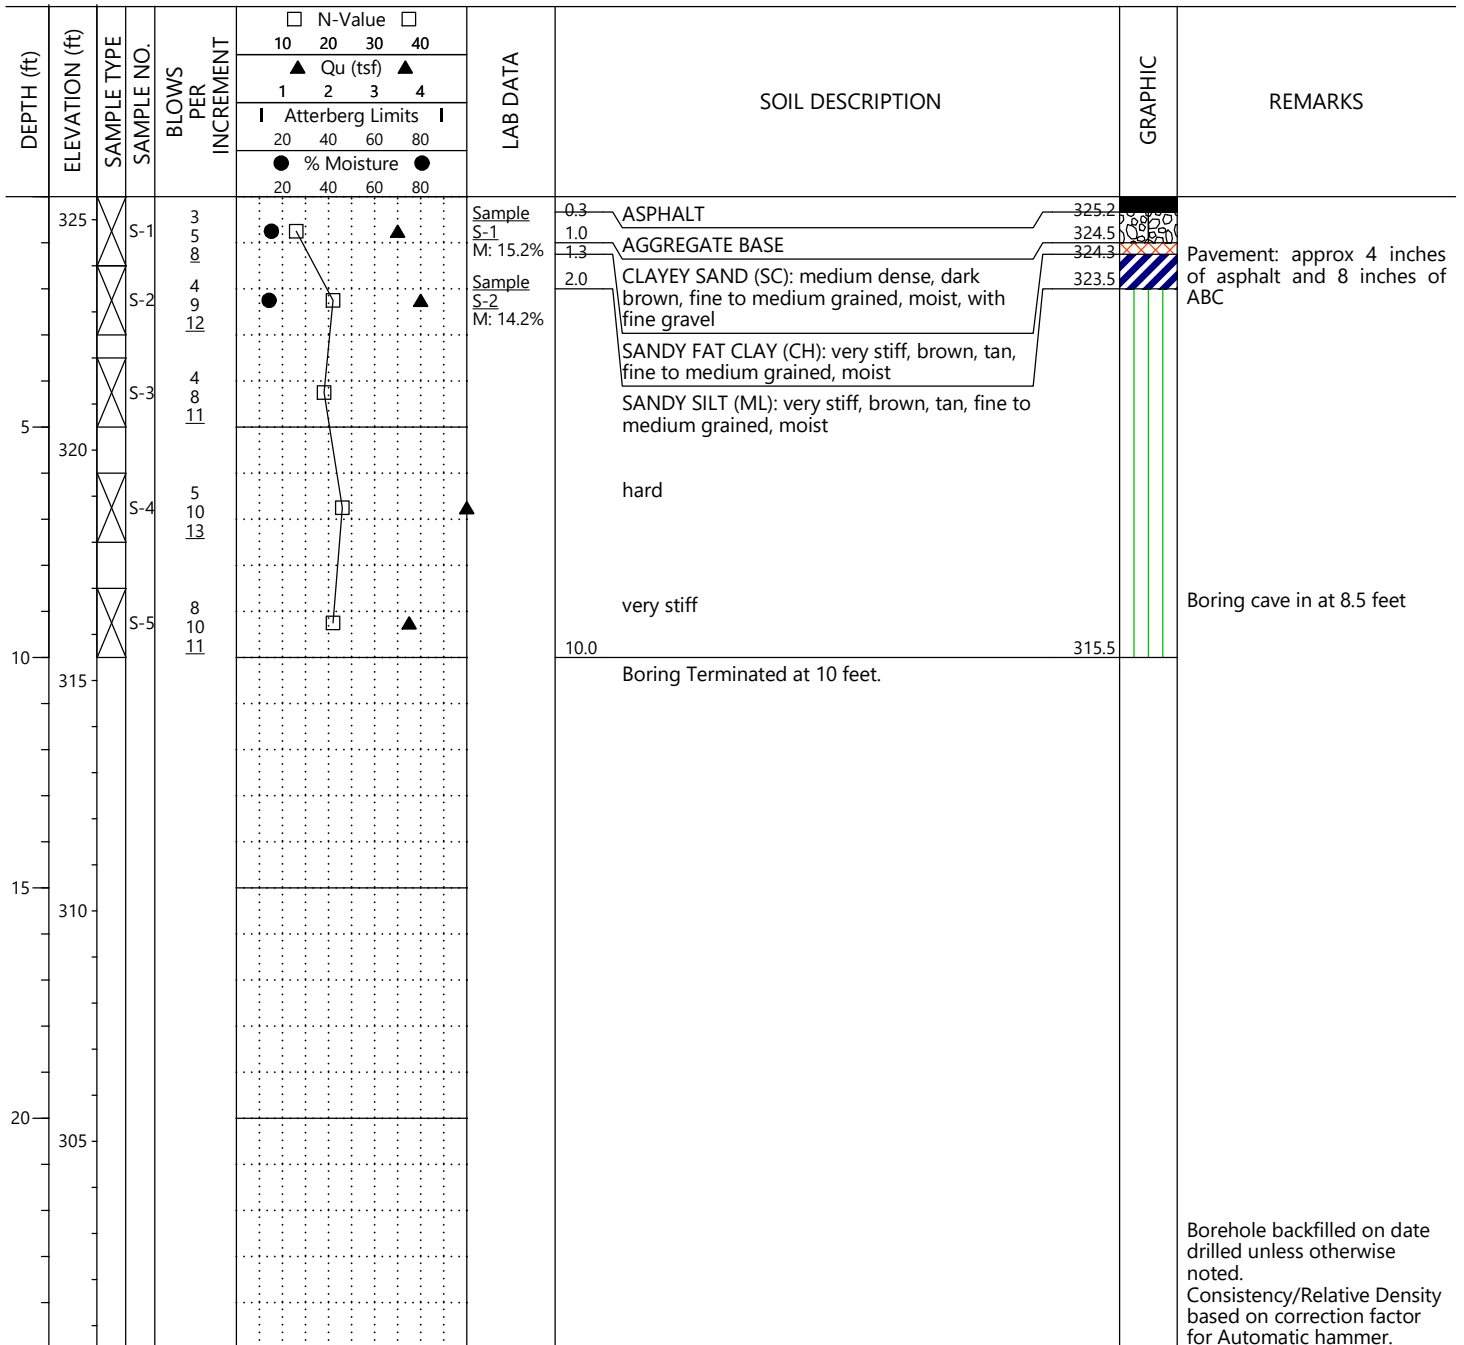 DEPTH (ft)
ELEVATION (ft)
SAMPLE TYPE
SAMPLE NO.
BLOWS
PER
INCREMENT
N-Value
10 20 30 40
Qu (tsf)
1 2 3 4
Atterberg Limits
20 40 60 80
% Moisture
20 40 60 80
LAB DATA
SOIL DESCRIPTION
GRAPHIC
REMARKS
325
S-1
3
5
8
Sample
S-1
M: 15.2%
0.3 ASPHALT 325.2
1.0 AGGREGATE BASE 324.5
1.3 324.3
CLAYEY SAND (SC): medium dense, dark
brown, fine to medium grained, moist, with
fine gravel
Pavement: approx 4 inches
of asphalt and 8 inches of
ABC
S-2
4
9
12
Sample
S-2
M: 14.2%
2.0 323.5
SANDY FAT CLAY (CH): very stiff, brown, tan,
fine to medium grained, moist
S-3
4
8
11
SANDY SILT (ML): very stiff, brown, tan, fine to
medium grained, moist
5
320
S-4
5
10
13
hard
S-5
8
10
11
very stiff
Boring cave in at 8.5 feet
10
10.0 315.5
315
Boring Terminated at 10 feet.
15
310
20
305
Borehole backfilled on date
drilled unless otherwise
noted.
Consistency/Relative Density
based on correction factor
for Automatic hammer.